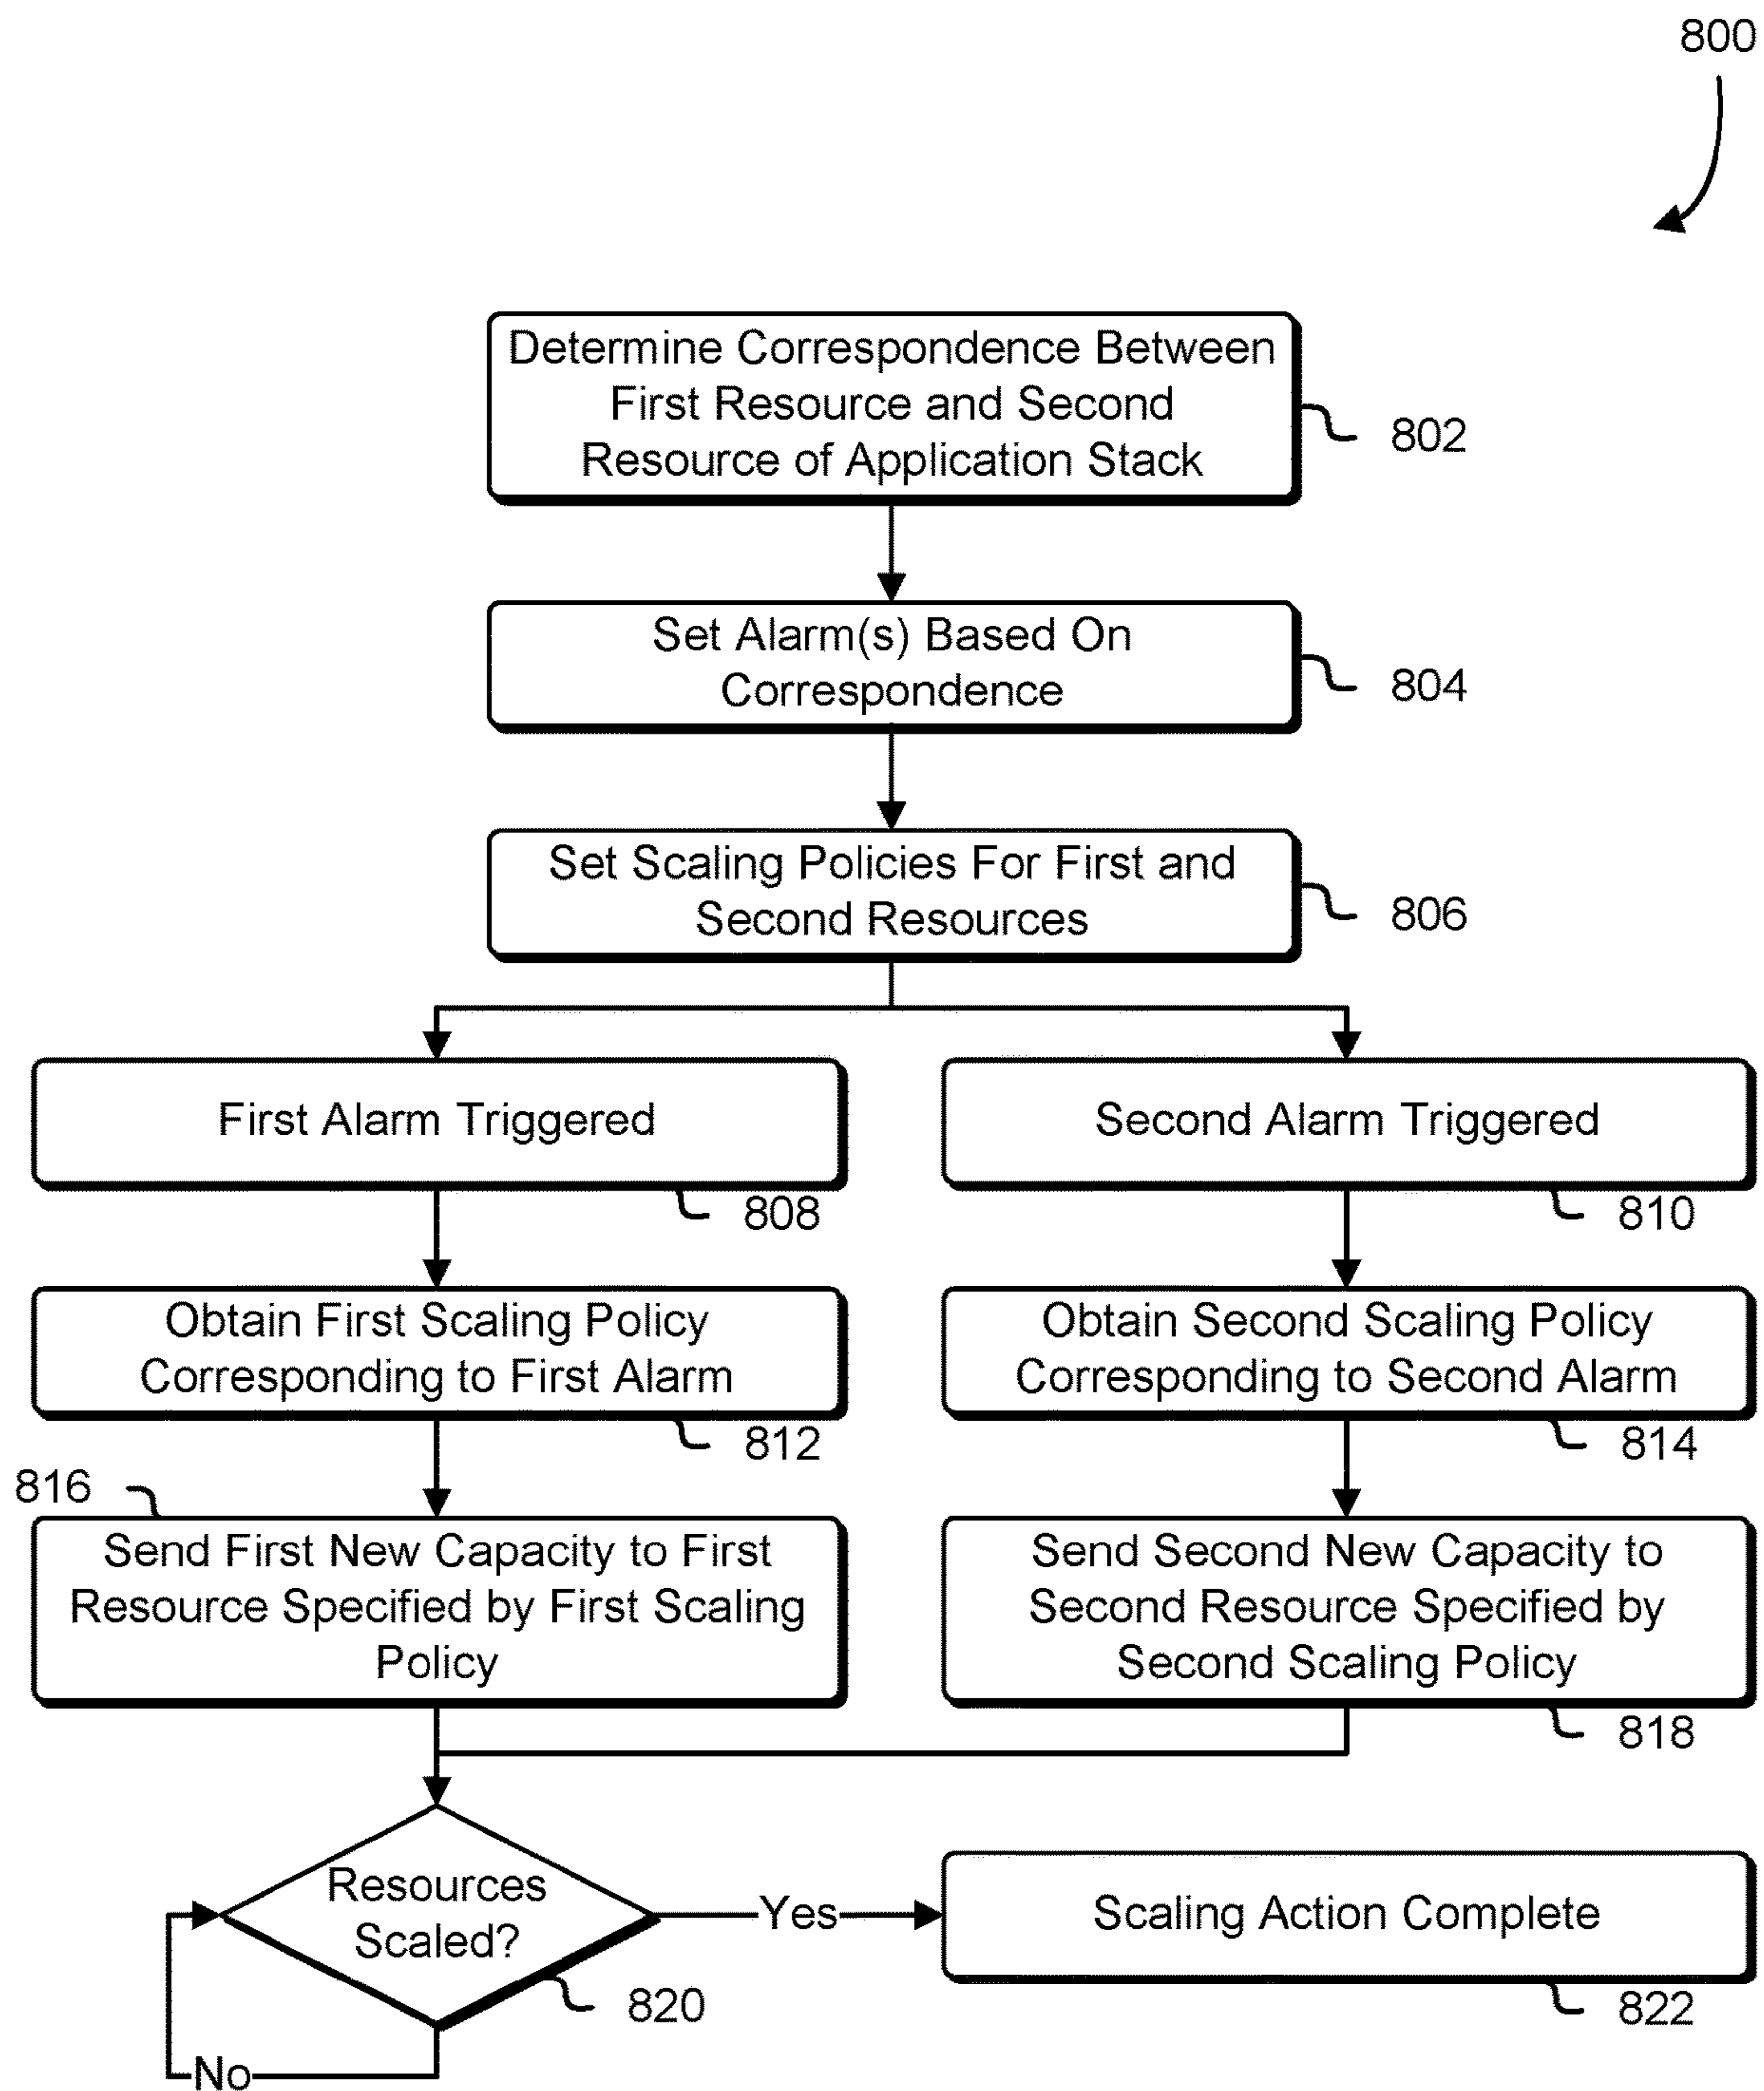 800
Determine Correspondence Between
First Resource and Second
Resource of Application Stack
802
Set Alarm(s) Based On
Correspondence
804
Set Scaling Policies For First and
Second Resources
806
First Alarm Triggered
808
Second Alarm Triggered
810
Obtain First Scaling Policy
Corresponding to First Alarm
812
Obtain Second Scaling Policy
Corresponding to Second Alarm
814
816
Send First New Capacity to First
Resource Specified by First Scaling
Policy
Send Second New Capacity to
Second Resource Specified by
Second Scaling Policy
818
Resources
Scaled?
820
Yes
No
Scaling Action Complete
822